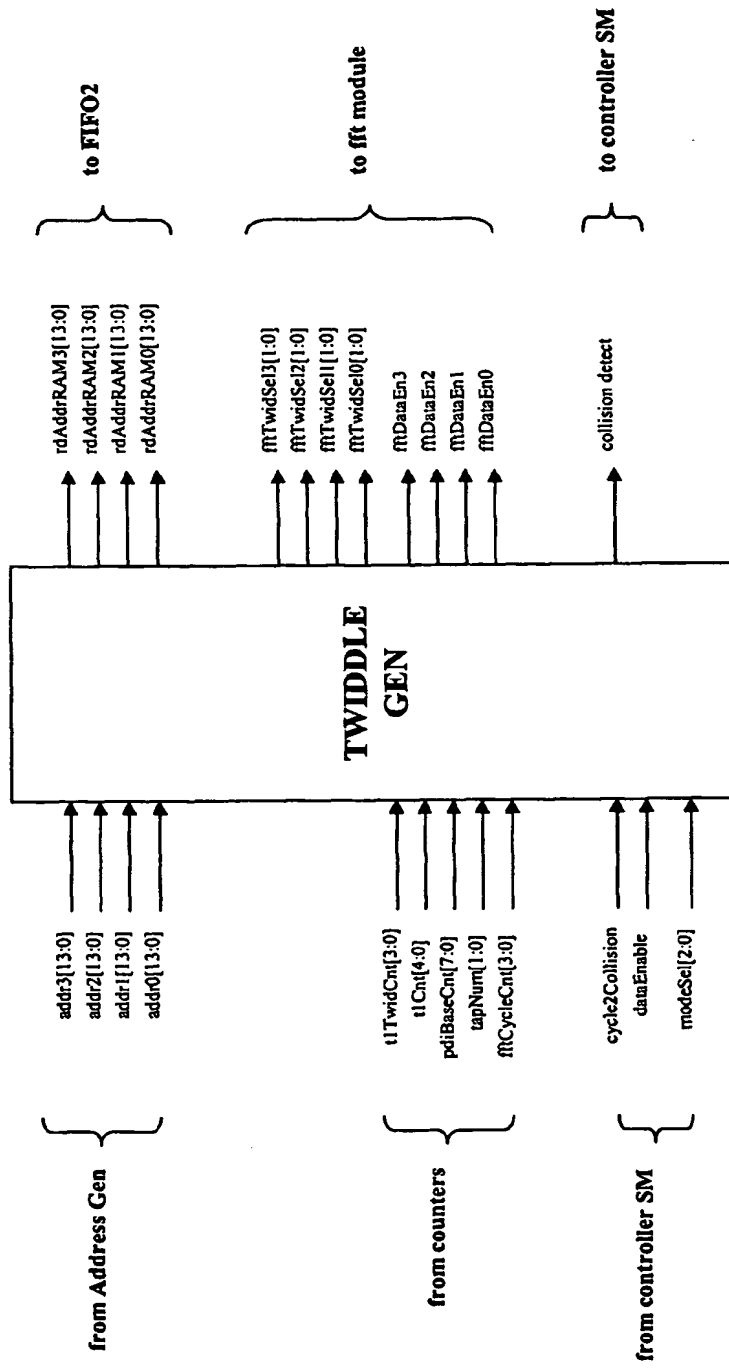 from Address Gen
addr3[13:0]
addr2[13:0]
addr1[13:0]
addr0[13:0]
from counters
t1TwidCnt[3:0]
t1Cnt[4:0]
pdiBaseCnt[7:0]
tapNum[1:0]
fftCycleCnt[3:0]
from controller SM
cycle2Collision
dataEnable
modeSel[2:0]
TWIDDLE
GEN
rdAddrRAM3[13:0]
rdAddrRAM2[13:0]
rdAddrRAM1[13:0]
rdAddrRAM0[13:0]
to FIFO2
fftTwidSel3[1:0]
fftTwidSel2[1:0]
fftTwidSel1[1:0]
fftTwidSel0[1:0]
fftDataEn3
fftDataEn2
fftDataEn1
fftDataEn0
to fft module
collision detect
to controller SM